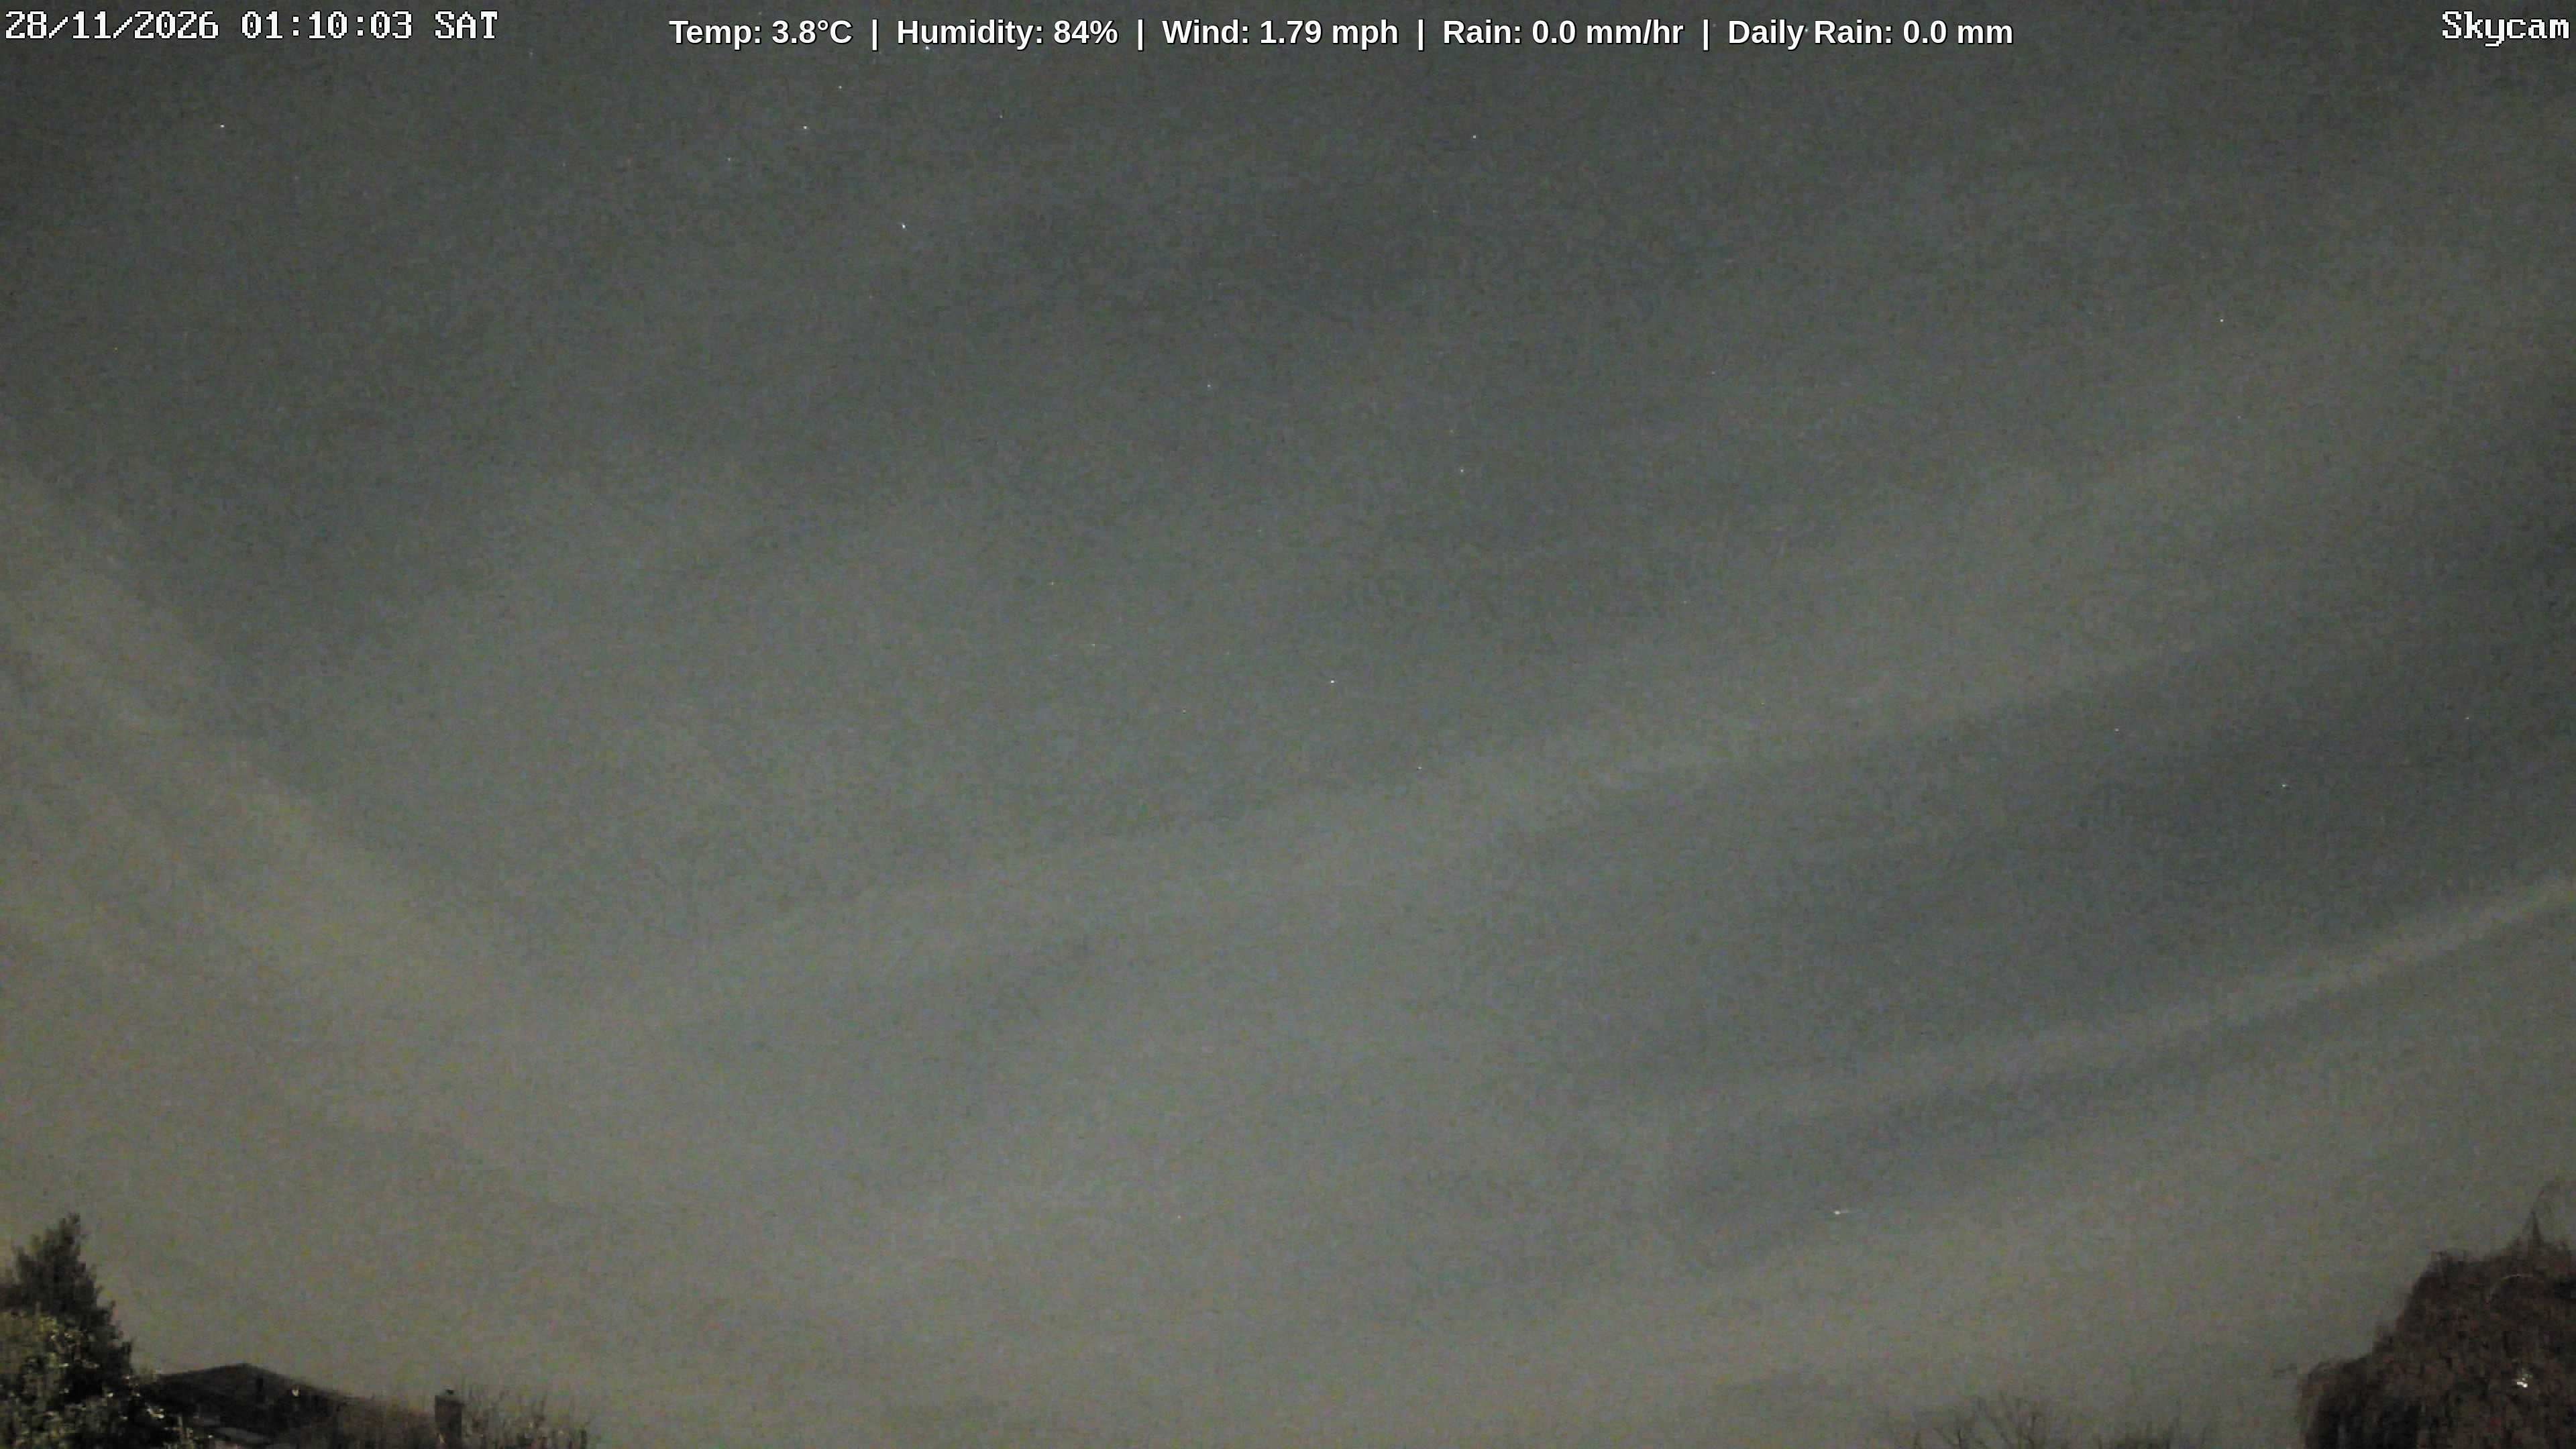 28/11/2026 01:10:03 SAT
Temp: 3.8°C | Humidity: 84% | Wind: 1.79 mph | Rain: 0.0 mm/hr | Daily Rain: 0.0 mm
Skycam